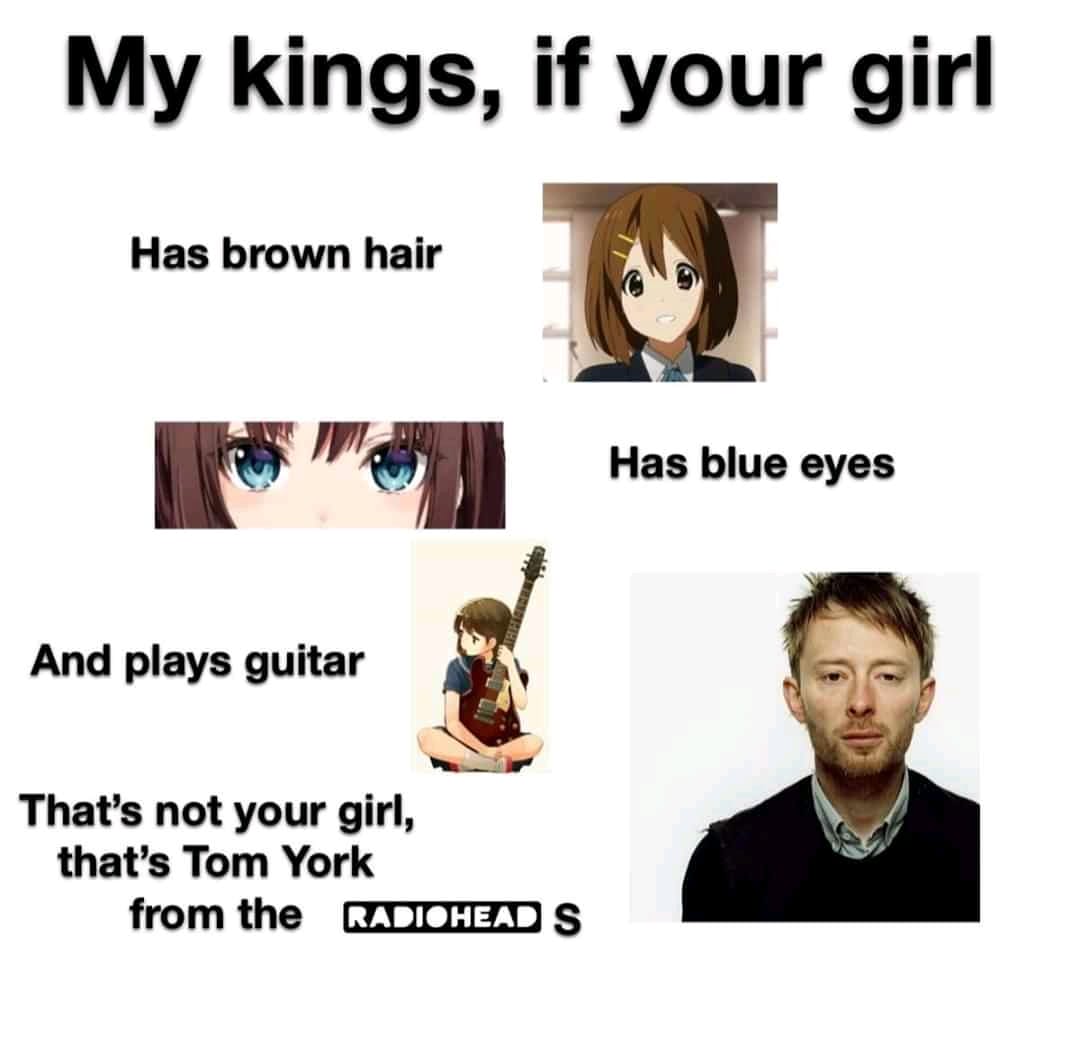 My kings, if your girl
Has brown hair
Has blue eyes
And plays guitar
That’s not your girl,
that’s Tom York
from the RADIOHEAD S